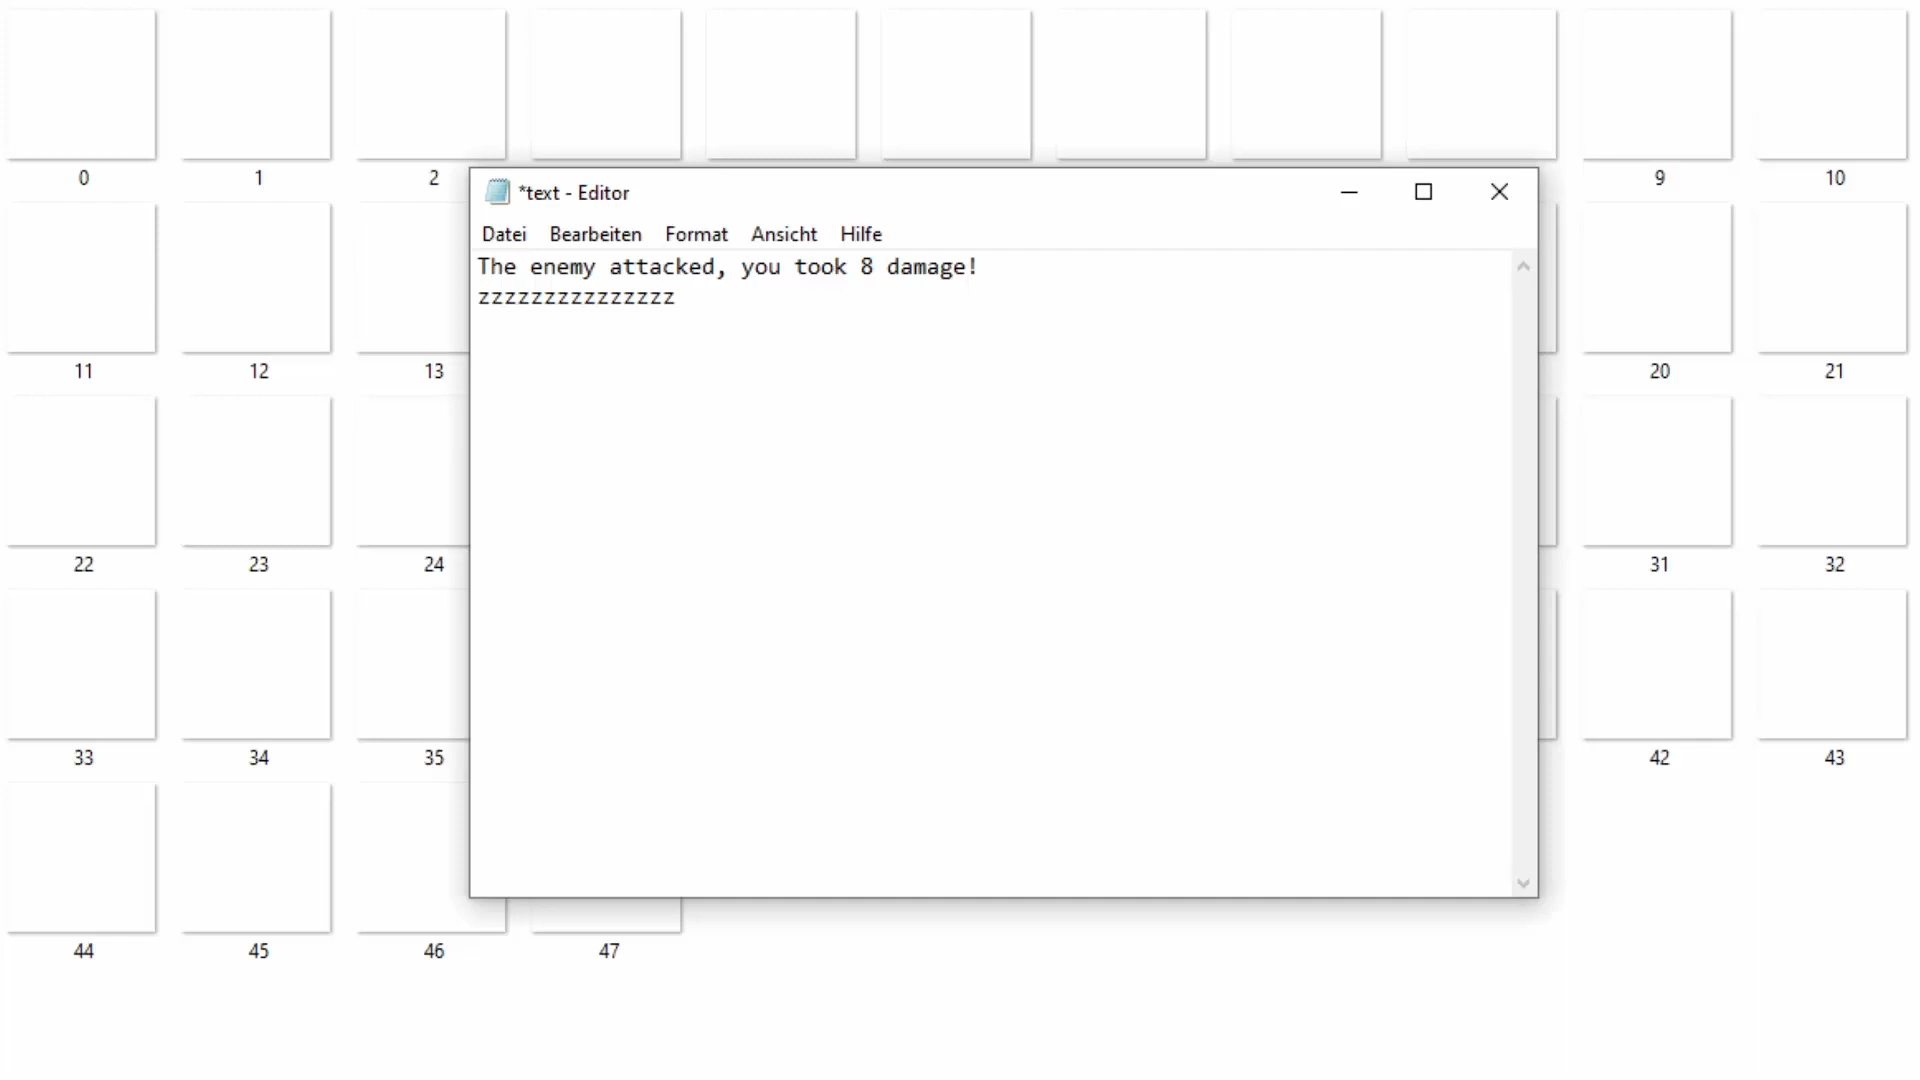 0 1 2 9 10
*text - Editor
Datei Bearbeiten Format Ansicht Hilfe
The enemy attacked, you took 8 damage!
zzzzzzzzzzzzzzz
11 12 13 20 21
22 23 24 31 32
33 34 35 42 43
44 45 46 47